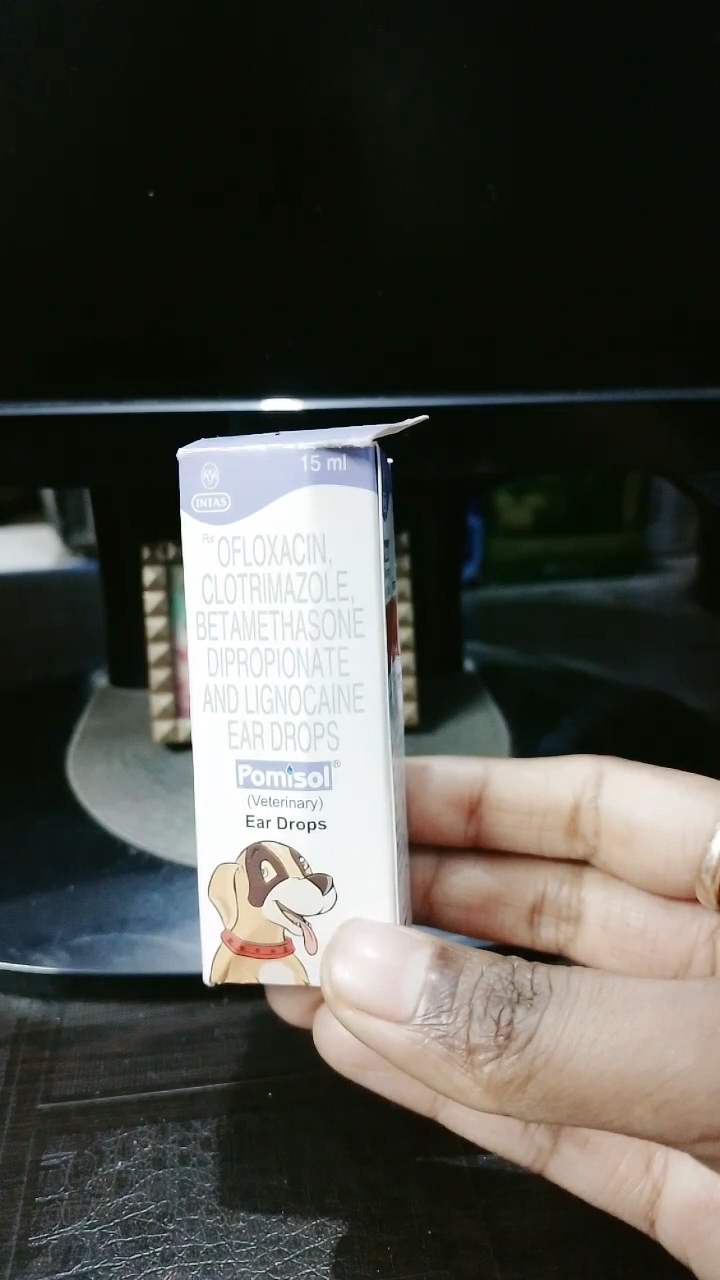 15 ml
INTAS
Rx OFLOXACIN,
CLOTRIMAZOLE,
BETAMETHASONE
DIPROPIONATE
AND LIGNOCAINE
EAR DROPS
Pomisol®
(Veterinary)
Ear Drops